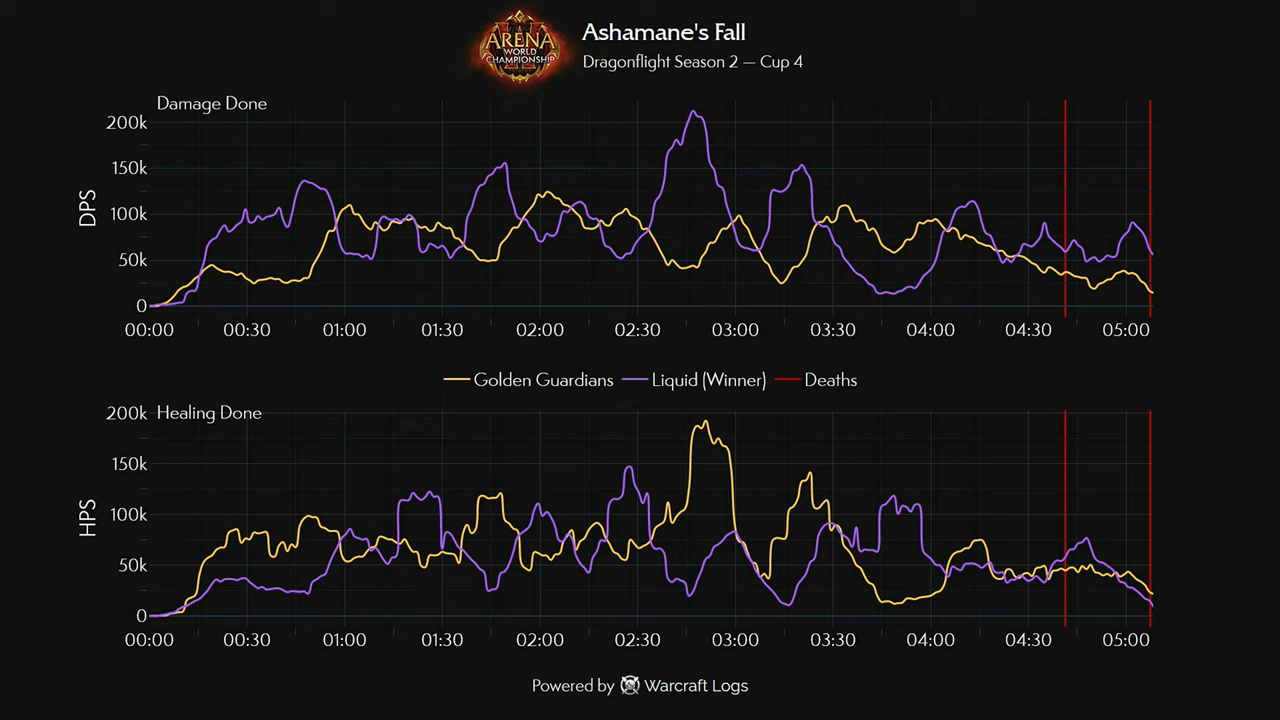 ARENA
WORLD
CHAMPIONSHIP
Ashamane's Fall
Dragonflight Season 2 — Cup 4
Damage Done
200k
150k
100k
50k
0
DPS
00:00 00:30 01:00 01:30 02:00 02:30 03:00 03:30 04:00 04:30 05:00
Golden Guardians Liquid (Winner) Deaths
Healing Done
200k
150k
100k
50k
0
HPS
00:00 00:30 01:00 01:30 02:00 02:30 03:00 03:30 04:00 04:30 05:00
Powered by Warcraft Logs